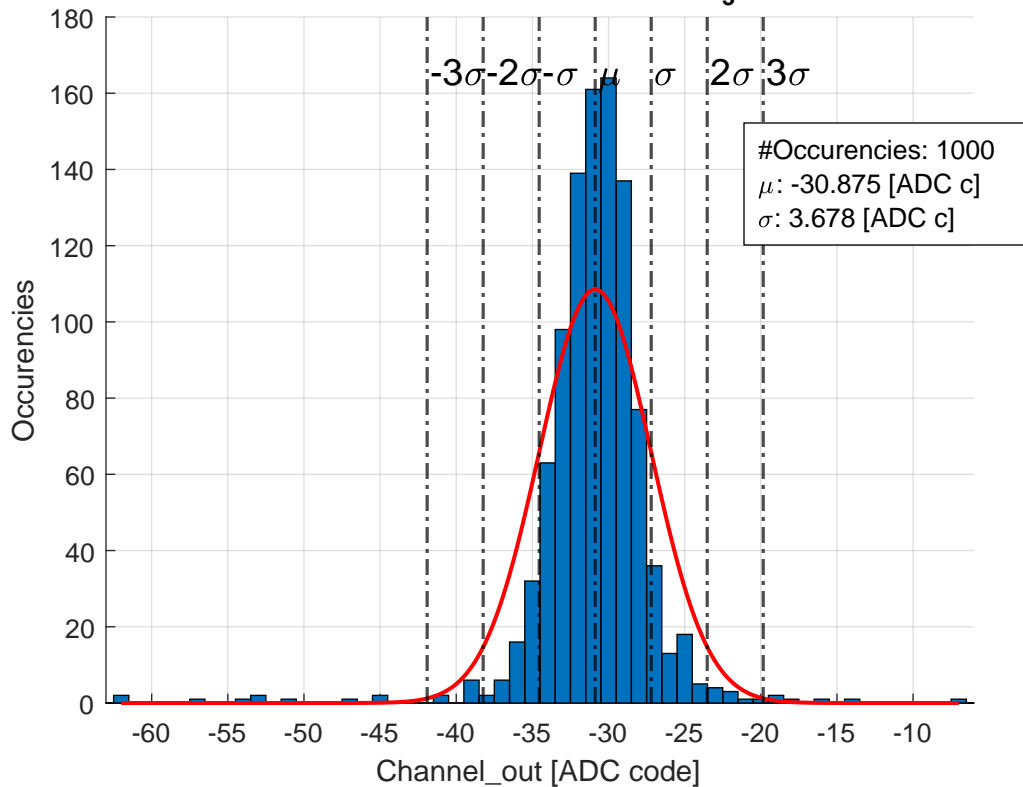 180
160
140
120
100
80
60
40
20
0
Occurencies
-3σ -2σ -σ μ σ 2σ 3σ
#Occurencies: 1000
μ: -30.875 [ADC c]
σ: 3.678 [ADC c]
-60 -55 -50 -45 -40 -35 -30 -25 -20 -15 -10
Channel_out [ADC code]